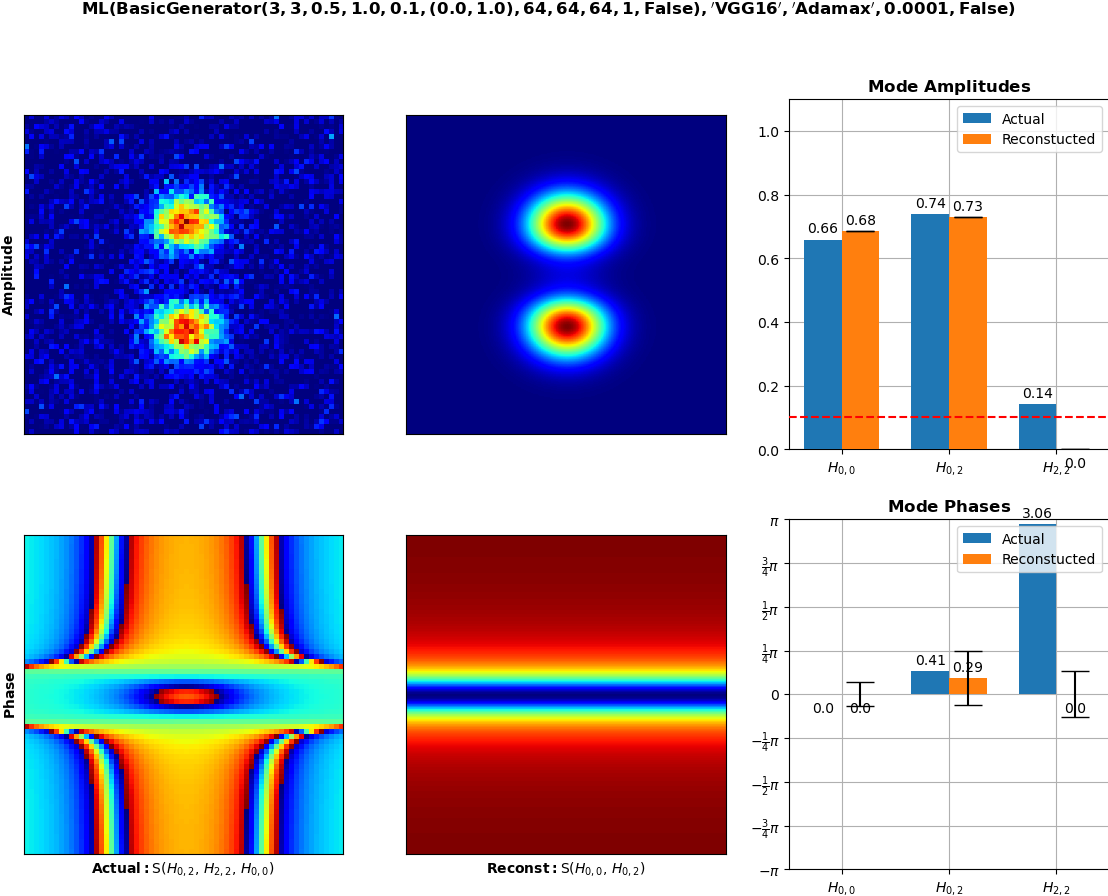 ML(BasicGenerator(3, 3, 0.5, 1.0, 0.1, (0.0, 1.0), 64, 64, 64, 1, False), ′VGG16′, ′Adamax′, 0.0001, False)
Amplitude
Mode Amplitudes
Actual
Reconstucted
1.0
0.8
0.6
0.4
0.2
0.0
0.66
0.68
0.74
0.73
0.14
0.0
H0,0
H0,2
H2,2
Phase
Actual: S(H0,2, H2,2, H0,0)
Reconst: S(H0,0, H0,2)
Mode Phases
Actual
Reconstucted
π
3/4π
1/2π
1/4π
0
−1/4π
−1/2π
−3/4π
−π
0.0
0.0
0.41
0.29
3.06
0.0
H0,0
H0,2
H2,2